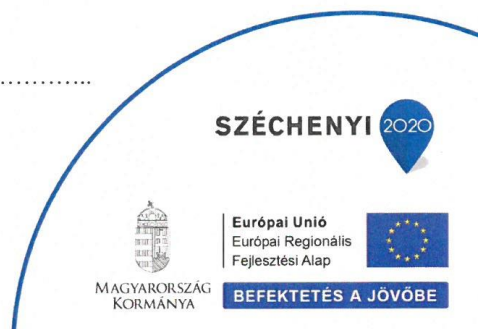 .............
SZÉCHENYI 2020
Európai Unió
Európai Regionális
Fejlesztési Alap
MAGYARORSZÁG
KORMÁNYA
BEFEKTETÉS A JÖVŐBE